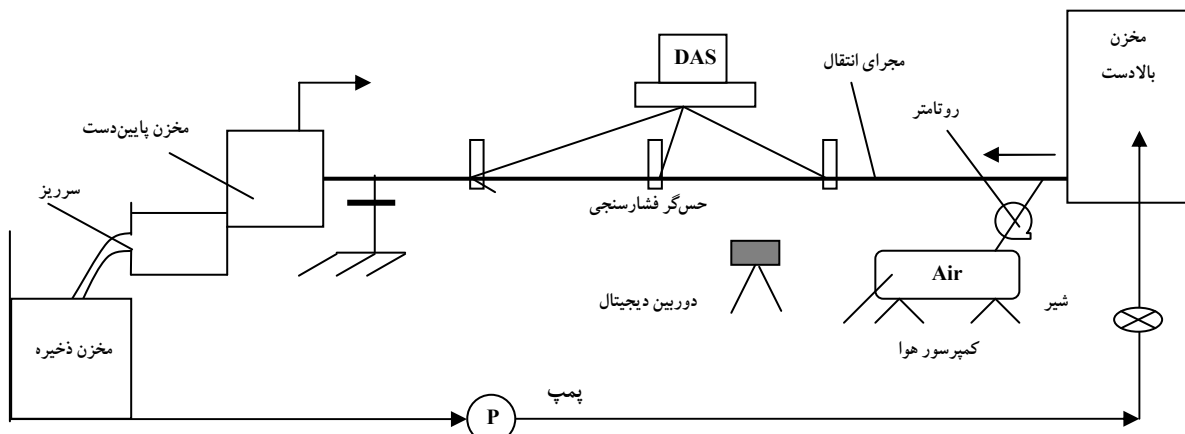 مخزن
بالادست
مجرای انتقال
روتامتر
DAS
مخزن پایین‌دست
سرریز
حس‌گر فشارسنجی
Air
شیر
دوربین دیجیتال
کمپرسور هوا
مخزن ذخیره
پمپ
P